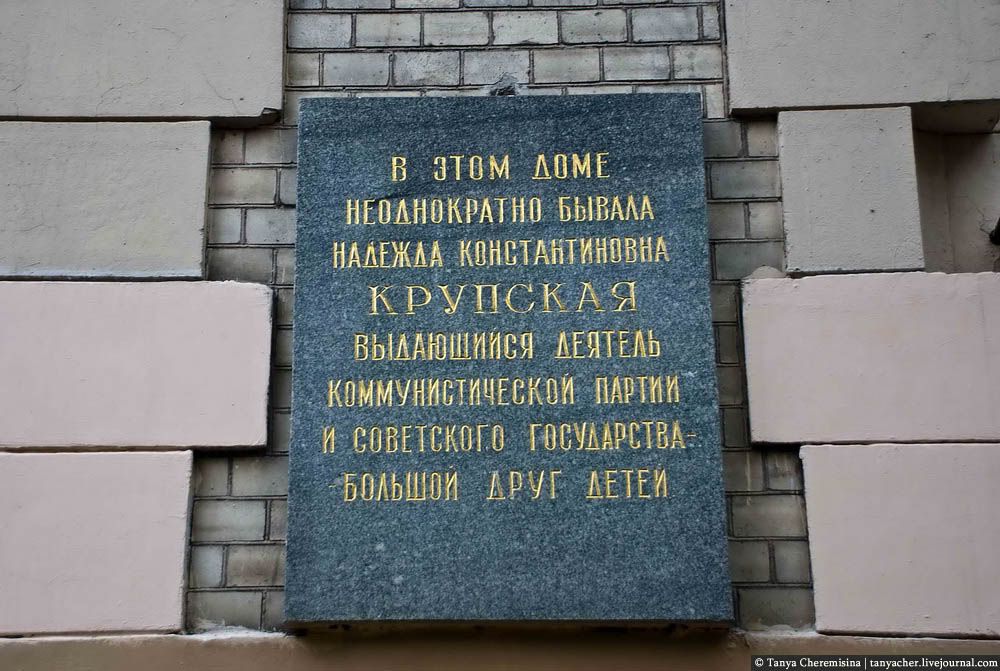 В ЭТОМ ДОМЕ
НЕОДНОКРАТНО БЫВАЛА
НАДЕЖДА КОНСТАНТИНОВНА
КРУПСКАЯ
ВЫДАЮЩИЙСЯ ДЕЯТЕЛЬ
КОММУНИСТИЧЕСКОЙ ПАРТИИ
И СОВЕТСКОГО ГОСУДАРСТВА-
-БОЛЬШОЙ ДРУГ ДЕТЕЙ
© Tanya Cheremisina | tanyacher.livejournal.com